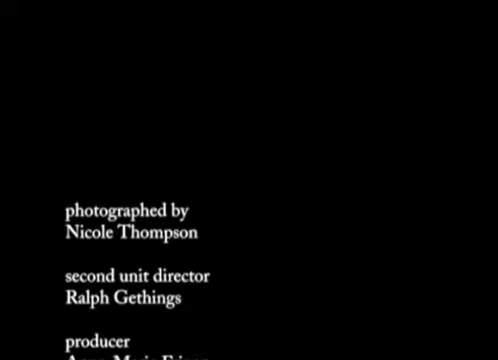 photographed by
Nicole Thompson
second unit director
Ralph Gethings
producer